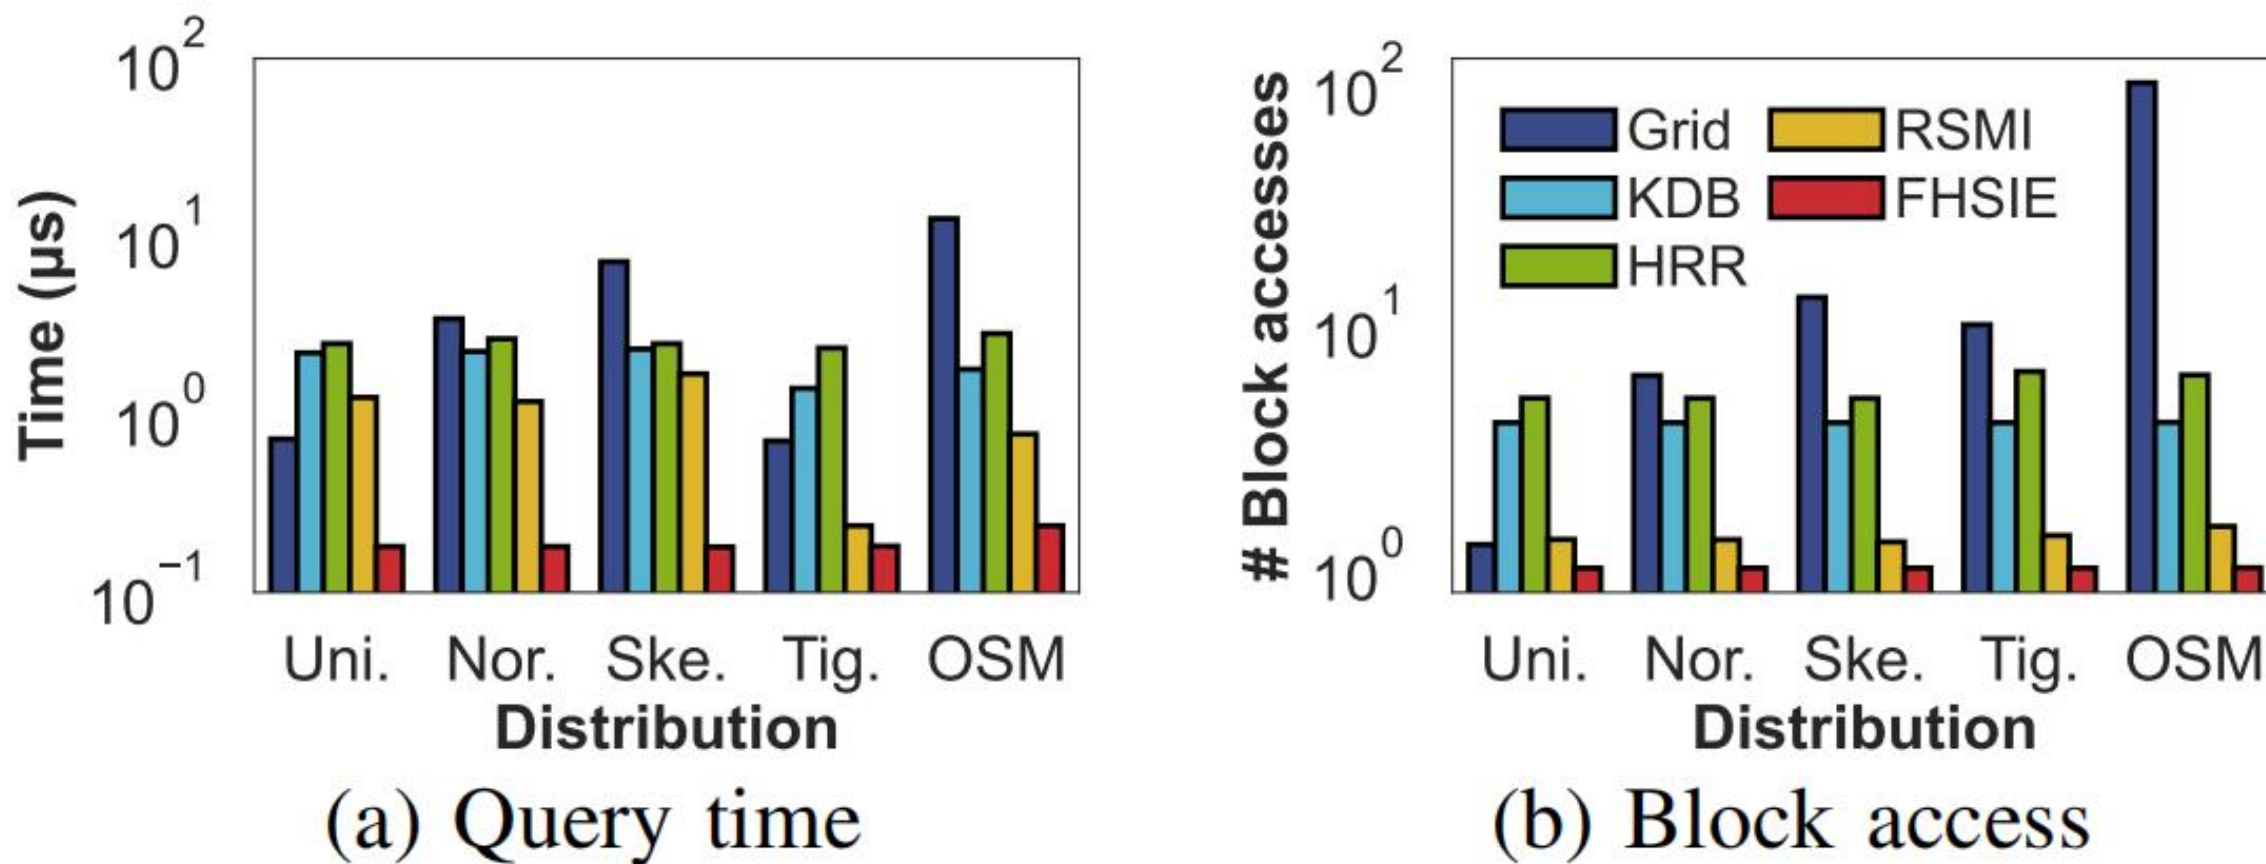 10^2
10^1
10^0
10^−1
Time (µs)
Uni. Nor. Ske. Tig. OSM
Distribution
(a) Query time
10^2
10^1
10^0
# Block accesses
Grid RSMI
KDB FHSIE
HRR
Uni. Nor. Ske. Tig. OSM
Distribution
(b) Block access